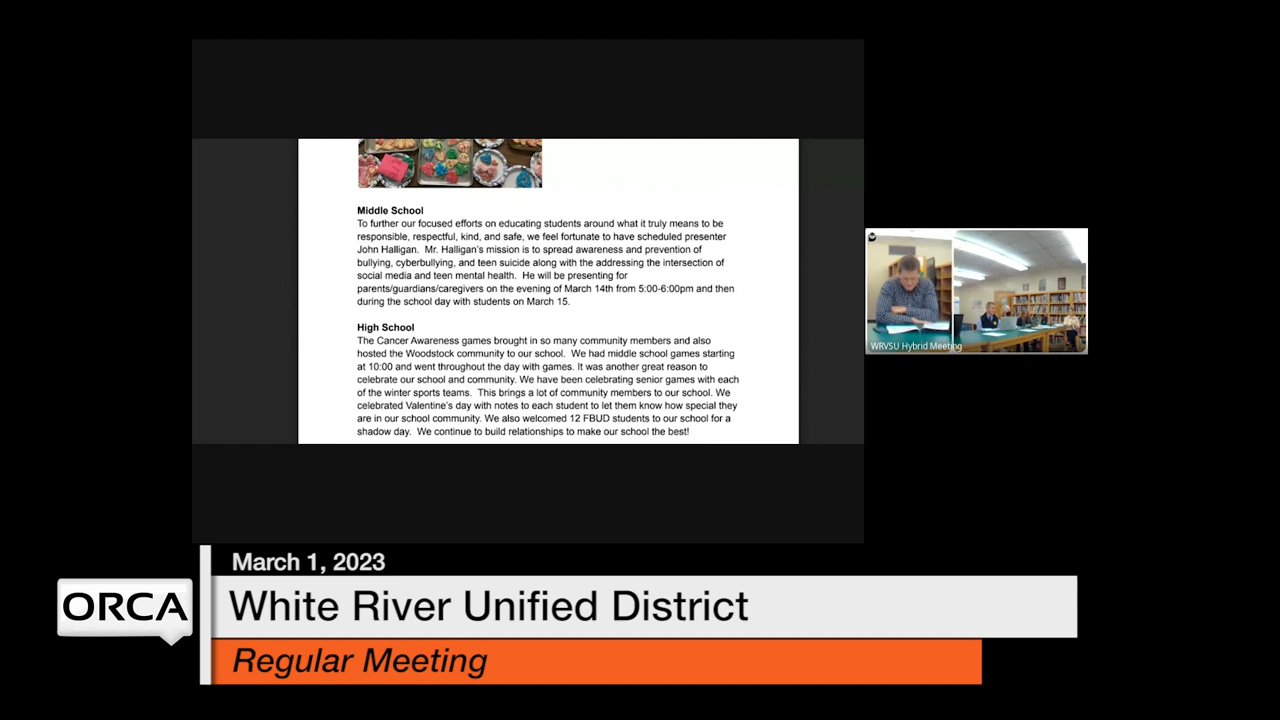 Middle School
To further our focused efforts on educating students around what it truly means to be
responsible, respectful, kind, and safe, we feel fortunate to have scheduled presenter
John Halligan.  Mr. Halligan's mission is to spread awareness and prevention of
bullying, cyberbullying, and teen suicide along with the addressing the intersection of
social media and teen mental health.  He will be presenting for
parents/guardians/caregivers on the evening of March 14th from 5:00-6:00pm and then
during the school day with students on March 15.
High School
The Cancer Awareness games brought in so many community members and also
hosted the Woodstock community to our school.  We had middle school games starting
at 10:00 and went throughout the day with games. It was another great reason to
celebrate our school and community. We have been celebrating senior games with each
of the winter sports teams.  This brings a lot of community members to our school. We
celebrated Valentine's day with notes to each student to let them know how special they
are in our school community. We also welcomed 12 FBUD students to our school for a
shadow day.  We continue to build relationships to make our school the best!
WRVSU Hybrid Meeting
March 1, 2023
ORCA
White River Unified District
Regular Meeting